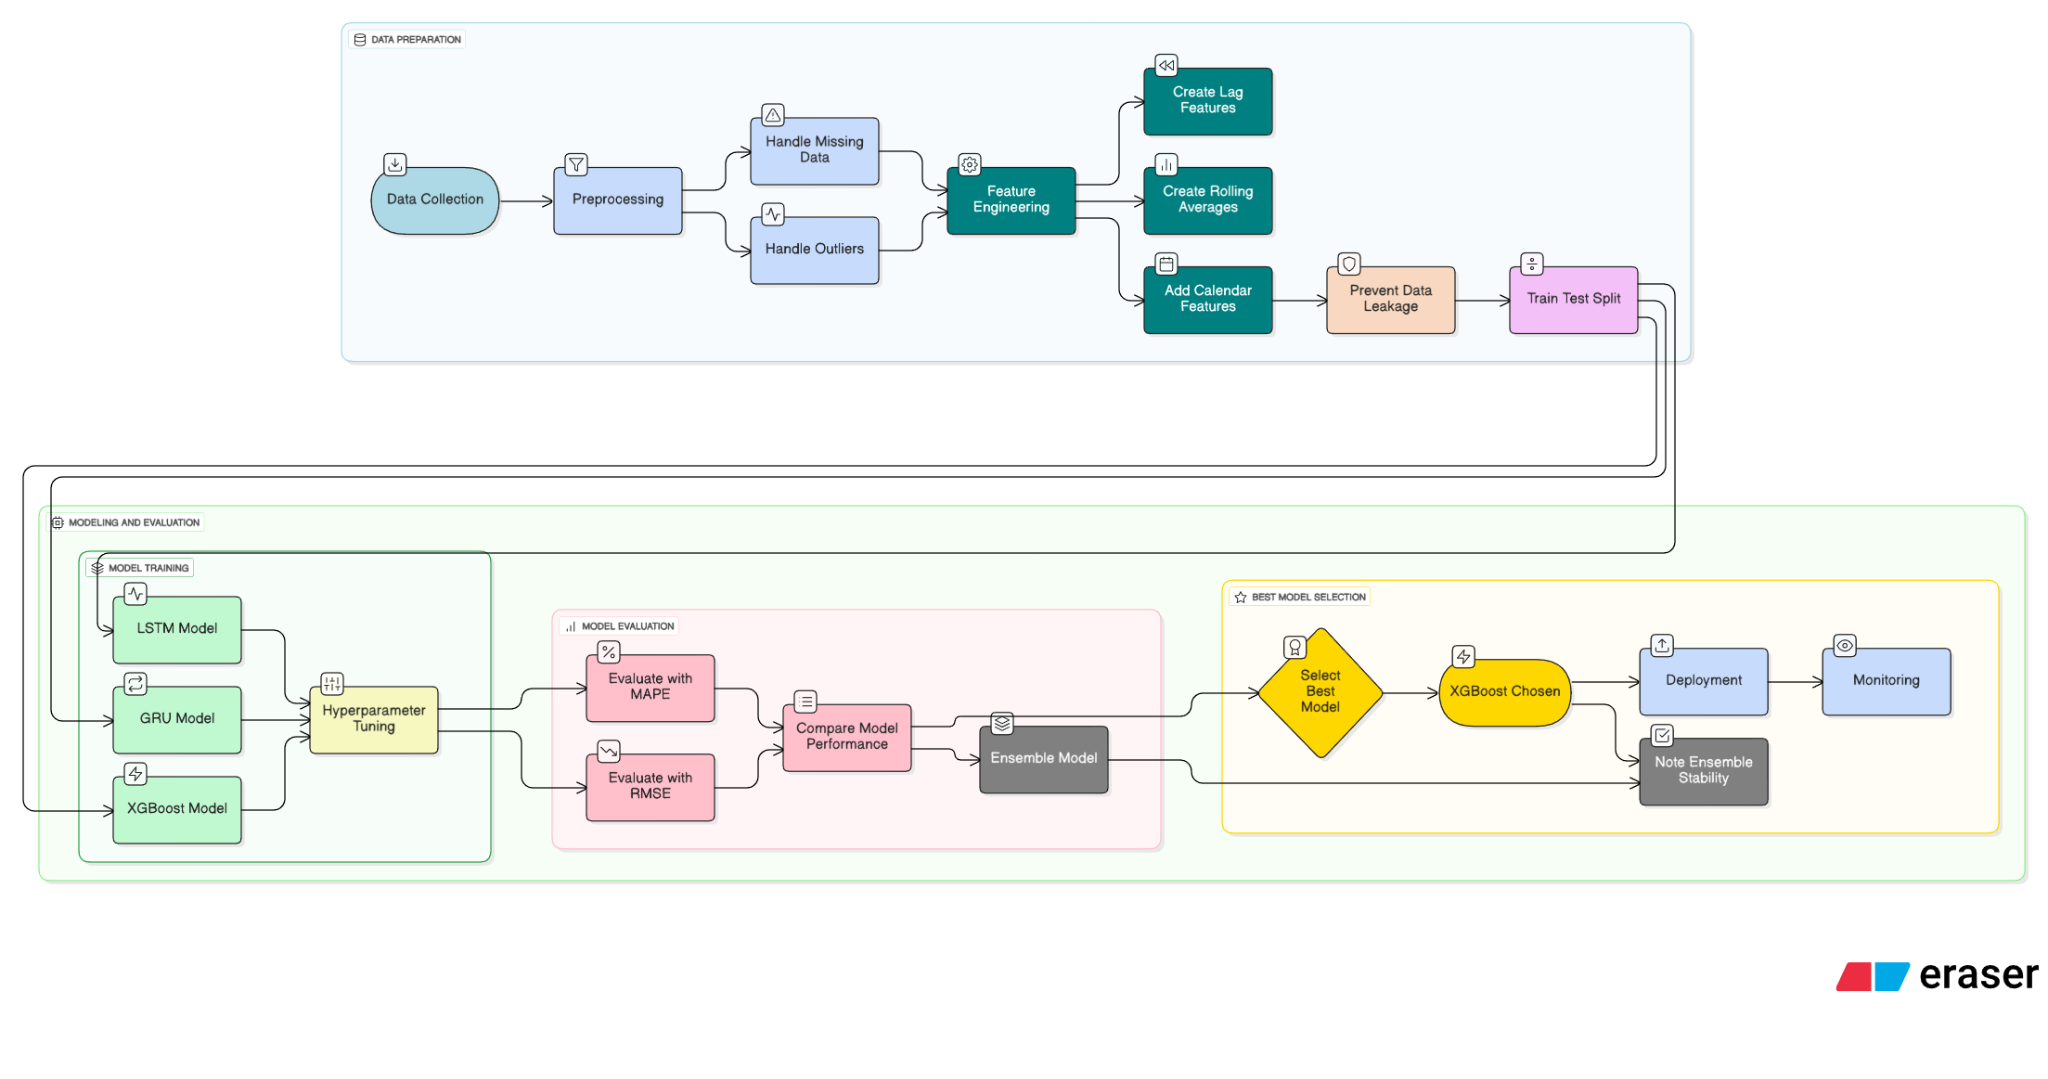 DATA PREPARATION
Data Collection
Preprocessing
Handle Missing
Data
Handle Outliers
Feature
Engineering
Create Lag
Features
Create Rolling
Averages
Add Calendar
Features
Prevent Data
Leakage
Train Test Split
MODELING AND EVALUATION
MODEL TRAINING
LSTM Model
GRU Model
XGBoost Model
Hyperparameter
Tuning
MODEL EVALUATION
Evaluate with
MAPE
Evaluate with
RMSE
Compare Model
Performance
Ensemble Model
BEST MODEL SELECTION
Select
Best
Model
XGBoost Chosen
Deployment
Monitoring
Note Ensemble
Stability
eraser